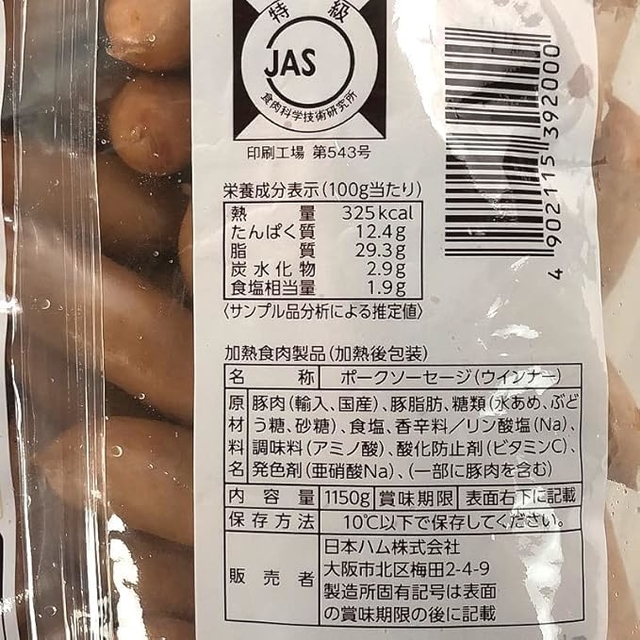 特級
JAS
食肉科学技術研究所
印刷工場 第543号
4 902115 392000
栄養成分表示(100g当たり)
熱量 325kcal
たんぱく質 12.4g
脂質 29.3g
炭水化物 2.9g
食塩相当量 1.9g
〈サンプル品分析による推定値〉
加熱食肉製品(加熱後包装)
名称 ポークソーセージ(ウインナー)
原材料名 豚肉(輸入、国産)、豚脂肪、糖類(水あめ、ぶど
う糖、砂糖)、食塩、香辛料/リン酸塩(Na)、
調味料(アミノ酸)、酸化防止剤(ビタミンC)、
発色剤(亜硝酸Na)、(一部に豚肉を含む)
内容量 1150g 賞味期限 表面右下に記載
保存方法 10℃以下で保存してください。
販売者 日本ハム株式会社
大阪市北区梅田2-4-9
製造所固有記号は表面
の賞味期限の後に記載